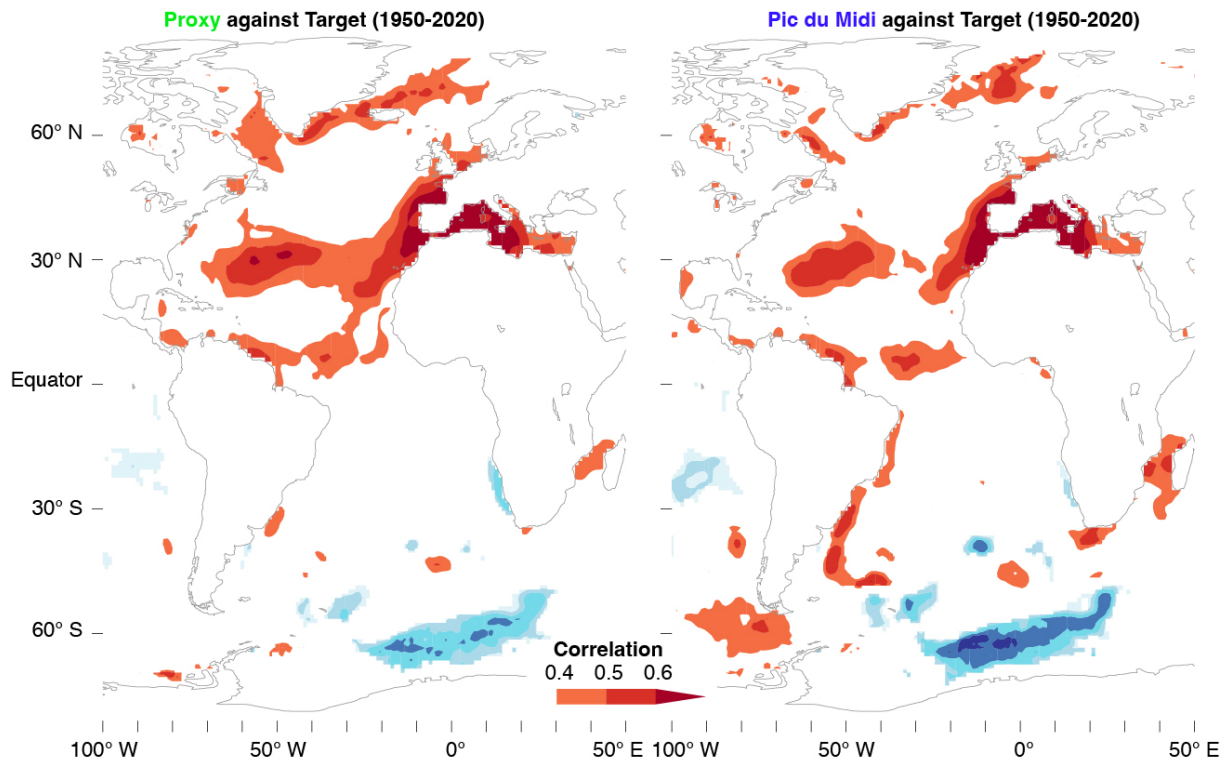 Proxy against Target (1950-2020)
Pic du Midi against Target (1950-2020)
60° N
30° N
Equator
30° S
60° S
Correlation
0.4 0.5 0.6
100° W 50° W 0° 50° E 100° W 50° W 0° 50° E